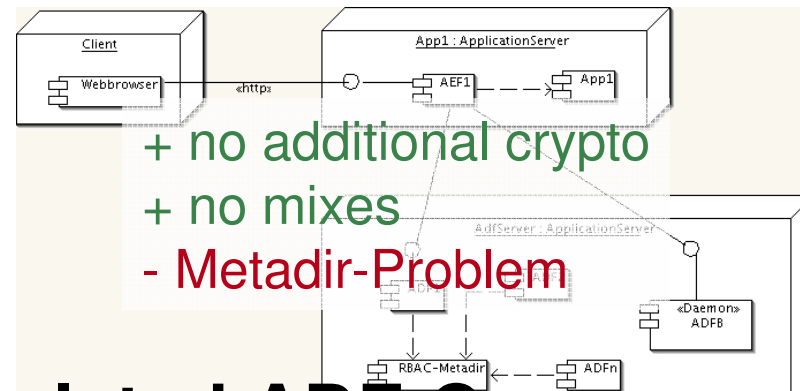 Client
App1 : ApplicationServer
Webbrowser
«http»
AEF1
App1
+ no additional crypto
+ no mixes
AdfServer : ApplicationServer
- Metadir-Problem
«Daemon»
ADFB
RBAC-Metadir
ADFn